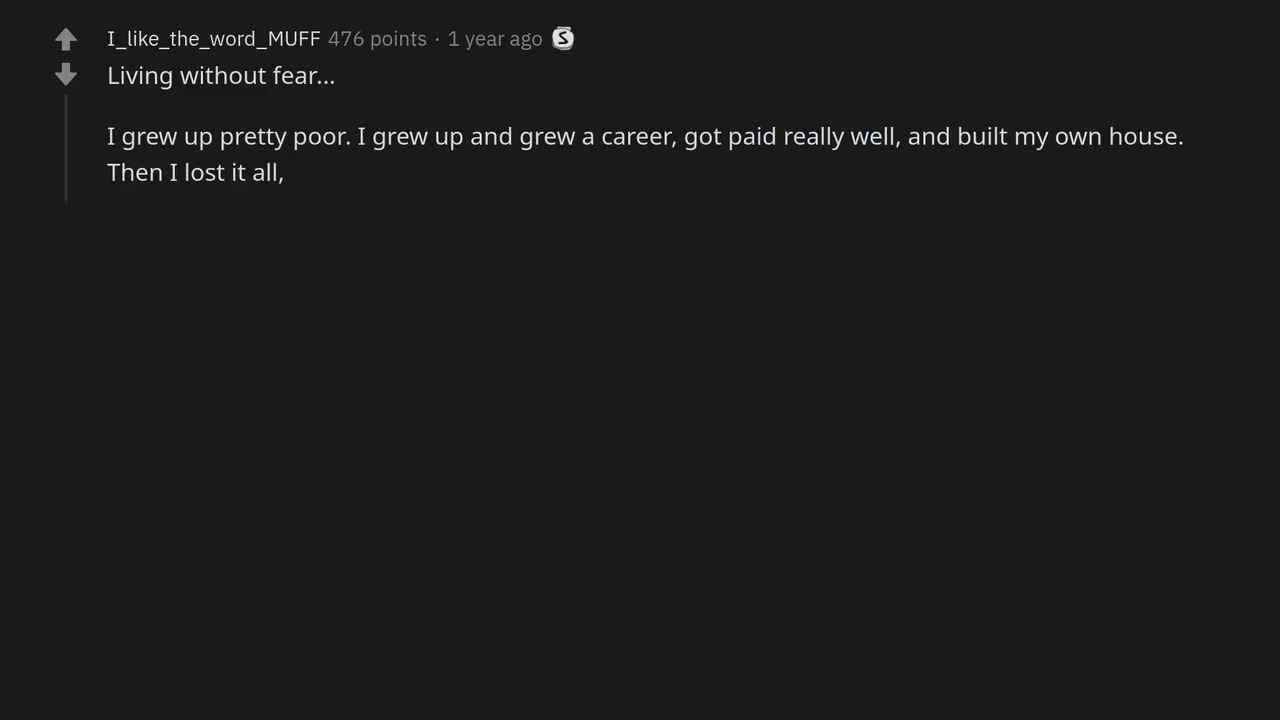 I_like_the_word_MUFF 476 points · 1 year ago S
Living without fear...
I grew up pretty poor. I grew up and grew a career, got paid really well, and built my own house.
Then I lost it all,